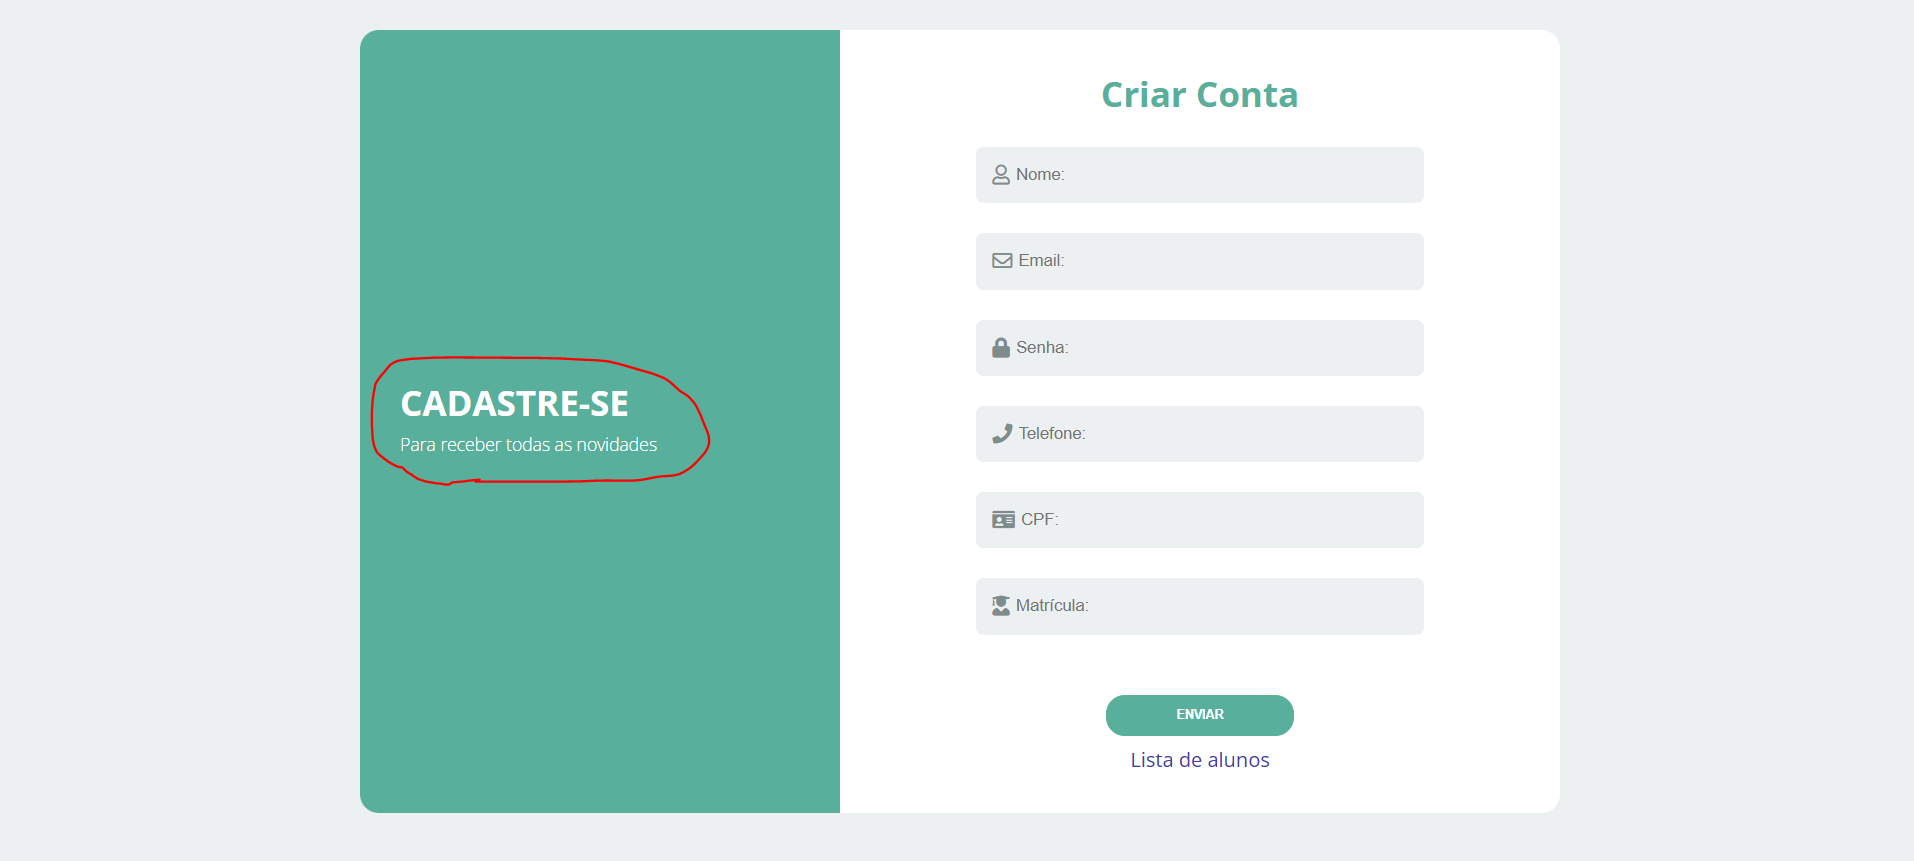 CADASTRE-SE
Para receber todas as novidades
Criar Conta
Nome:
Email:
Senha:
Telefone:
CPF:
Matrícula:
ENVIAR
Lista de alunos